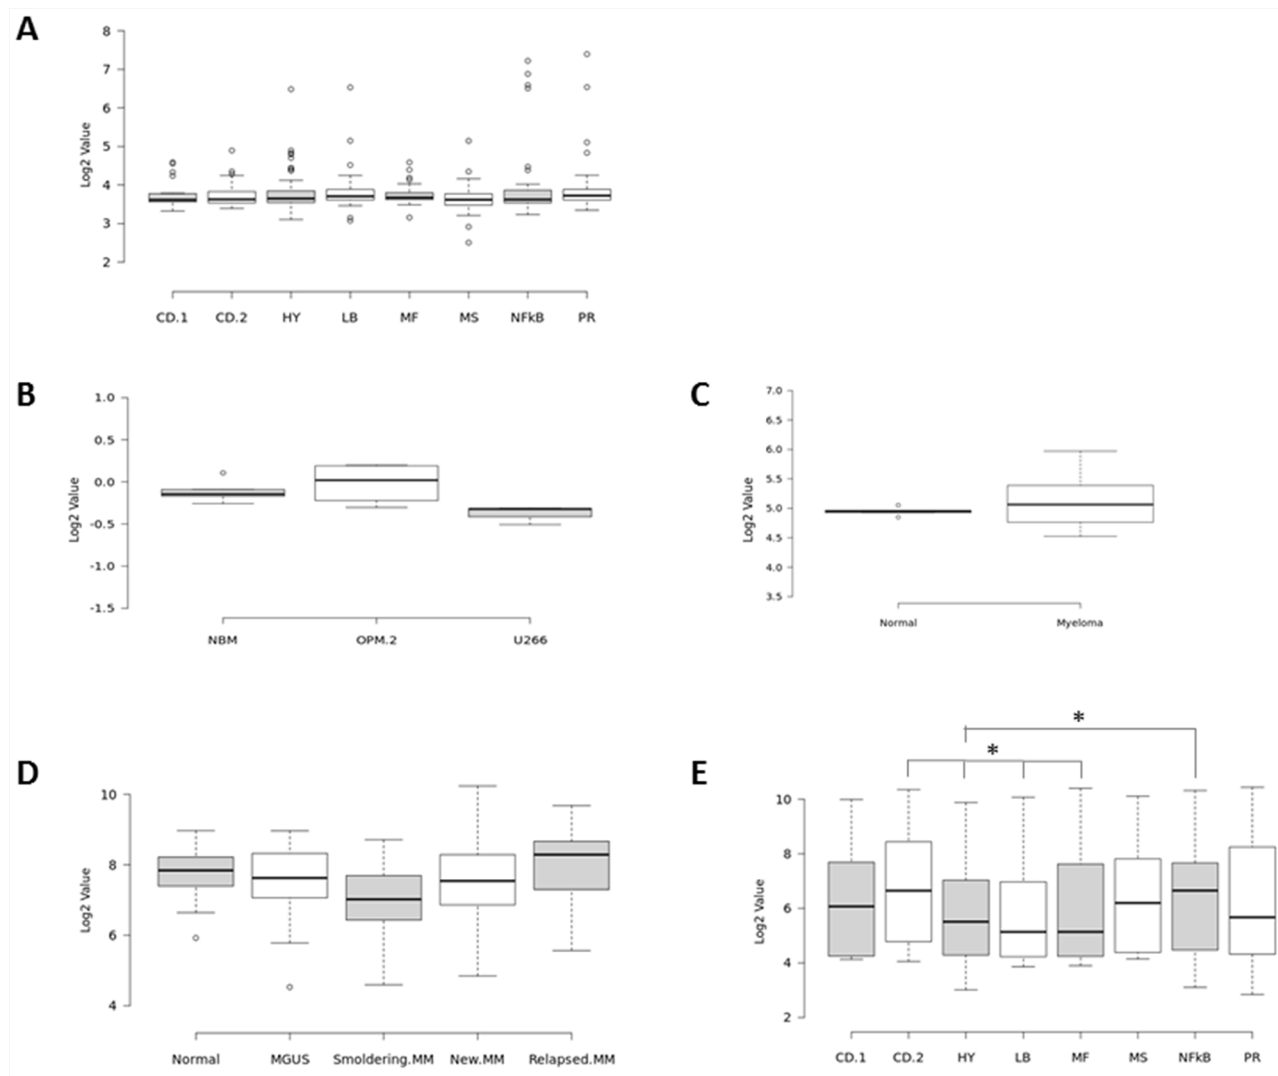 A
8
7
6
5
4
3
2
Log2 Value
CD.1 CD.2 HY LB MF MS NFkB PR
B
1.0
0.5
0.0
-0.5
-1.0
-1.5
Log2 Value
NBM OPM.2 U266
C
7.0
6.5
6.0
5.5
5.0
4.5
4.0
3.5
Log2 Value
Normal Myeloma
D
10
8
6
4
Log2 Value
Normal MGUS Smoldering.MM New.MM Relapsed.MM
E
*
*
10
8
6
4
2
Log2 Value
CD.1 CD.2 HY LB MF MS NFkB PR